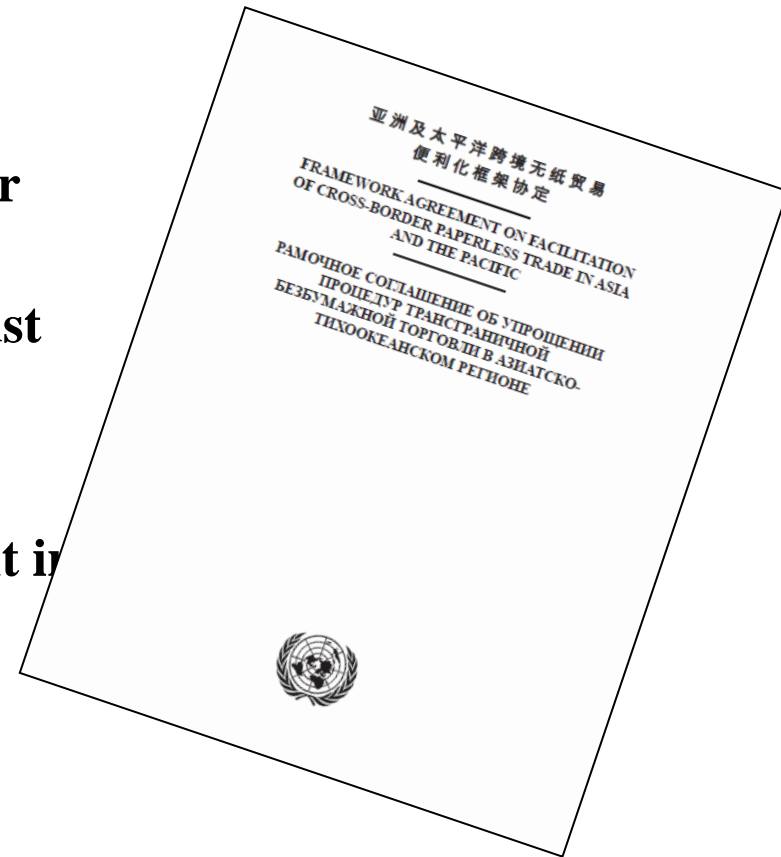 亚洲及太平洋跨境无纸贸易
便利化框架协定
FRAMEWORK AGREEMENT ON FACILITATION
OF CROSS-BORDER PAPERLESS TRADE IN ASIA
AND THE PACIFIC
РАМОЧНОЕ СОГЛАШЕНИЕ ОБ УПРОЩЕНИИ
ПРОЦЕДУР ТРАНСГРАНИЧНОЙ
БЕЗБУМАЖНОЙ ТОРГОВЛИ В АЗИАТСКО-
ТИХООКЕАНСКОМ РЕГИОНЕ